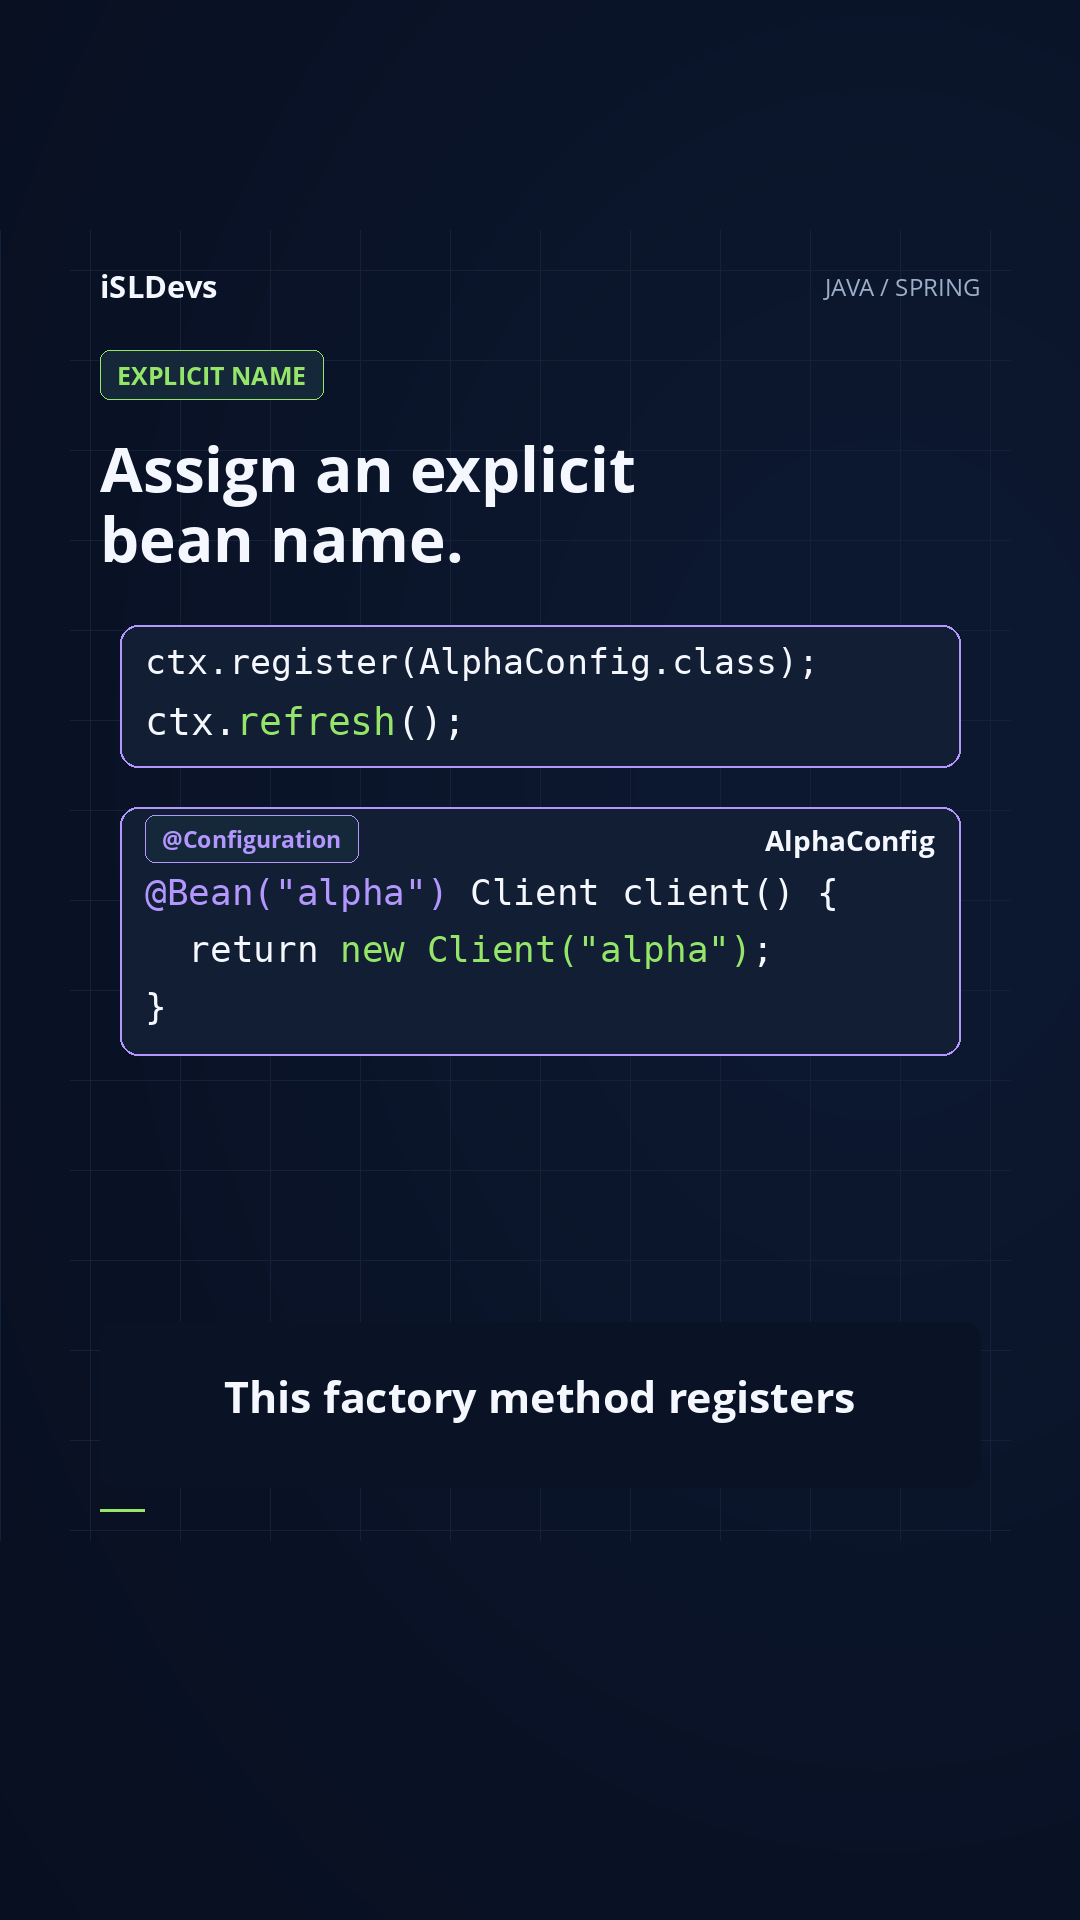 iSLDevs
JAVA / SPRING
EXPLICIT NAME
Assign an explicit
bean name.
ctx.register(AlphaConfig.class);
ctx.refresh();
@Configuration
AlphaConfig
@Bean("alpha") Client client() {
  return new Client("alpha");
}
This factory method registers